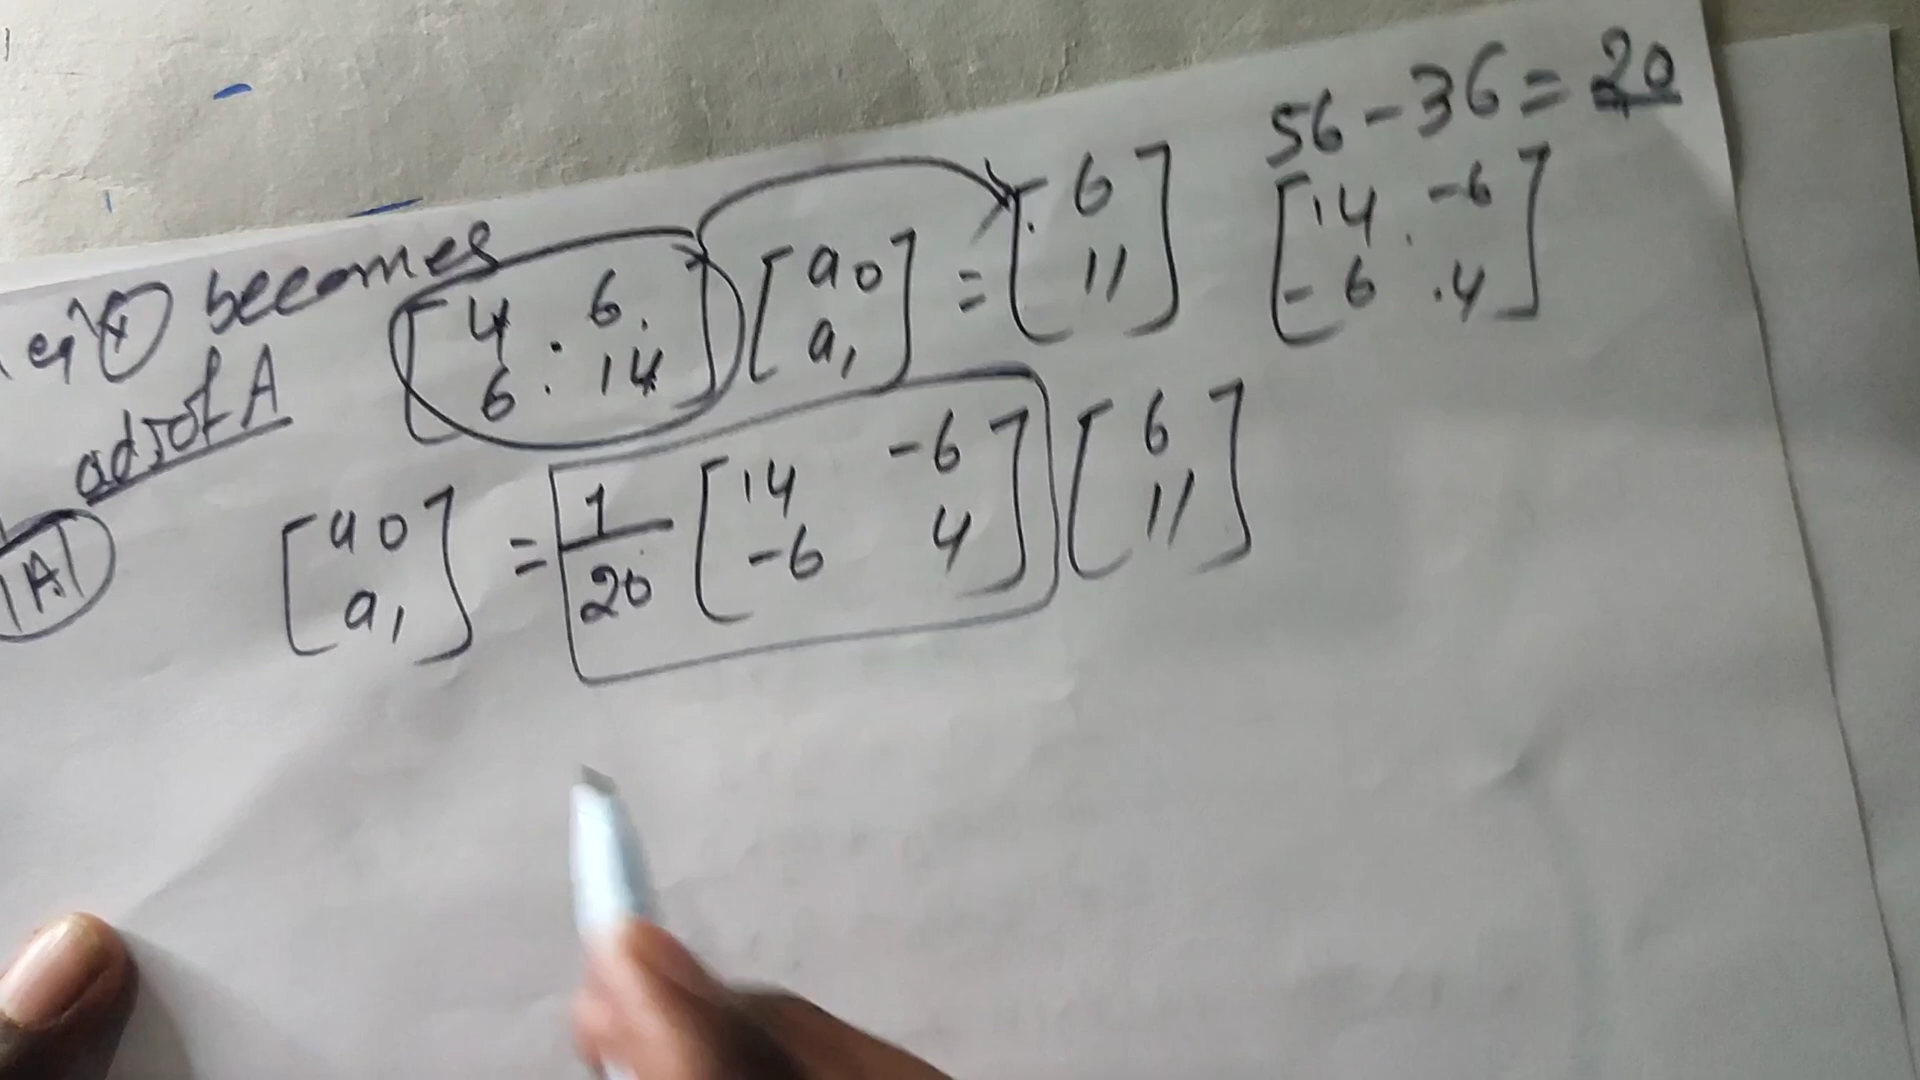 56 - 36 = 20
eq (*) becomes [4 6 [a0 = [6 [14 -6
6 14] a1] 11] -6 4]
adj of A
|A| [a0 = 1/20 [14 -6 [6
a1] -6 4] 11]